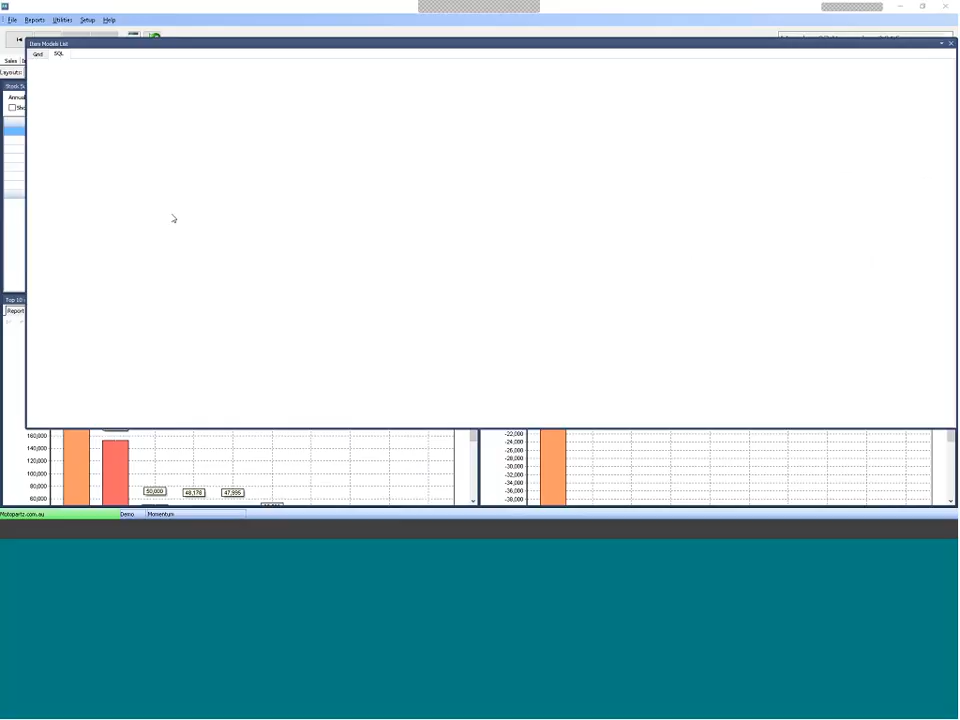 File Reports Utilities Setup Help
Item Models List
Grid SQL
Sales
Layouts:
Stock Su
Annual
Sho
Top 10
Report
160,000
140,000
120,000
100,000
80,000
60,000
50,000
48,178
47,995
-22,000
-24,000
-26,000
-28,000
-30,000
-32,000
-34,000
-36,000
-38,000
Motopartz.com.au Demo Momentum